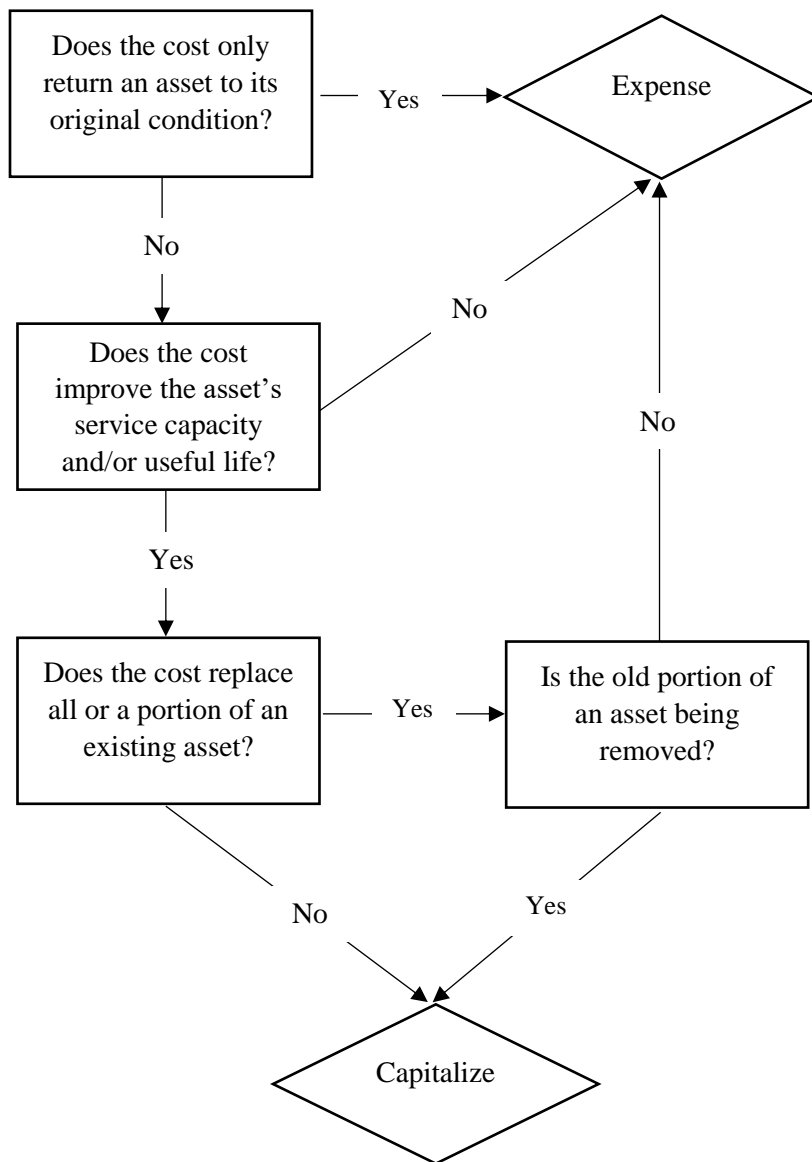 Does the cost only
return an asset to its
original condition?
Yes
Expense
No
No
Does the cost
improve the asset’s
service capacity
and/or useful life?
No
Yes
Does the cost replace
all or a portion of an
existing asset?
Yes
Is the old portion of
an asset being
removed?
No
Yes
Capitalize